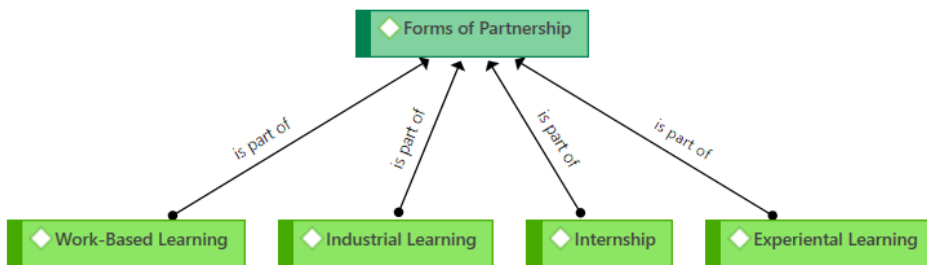 Forms of Partnership
is part of
is part of
is part of
is part of
Work-Based Learning
Industrial Learning
Internship
Experiental Learning